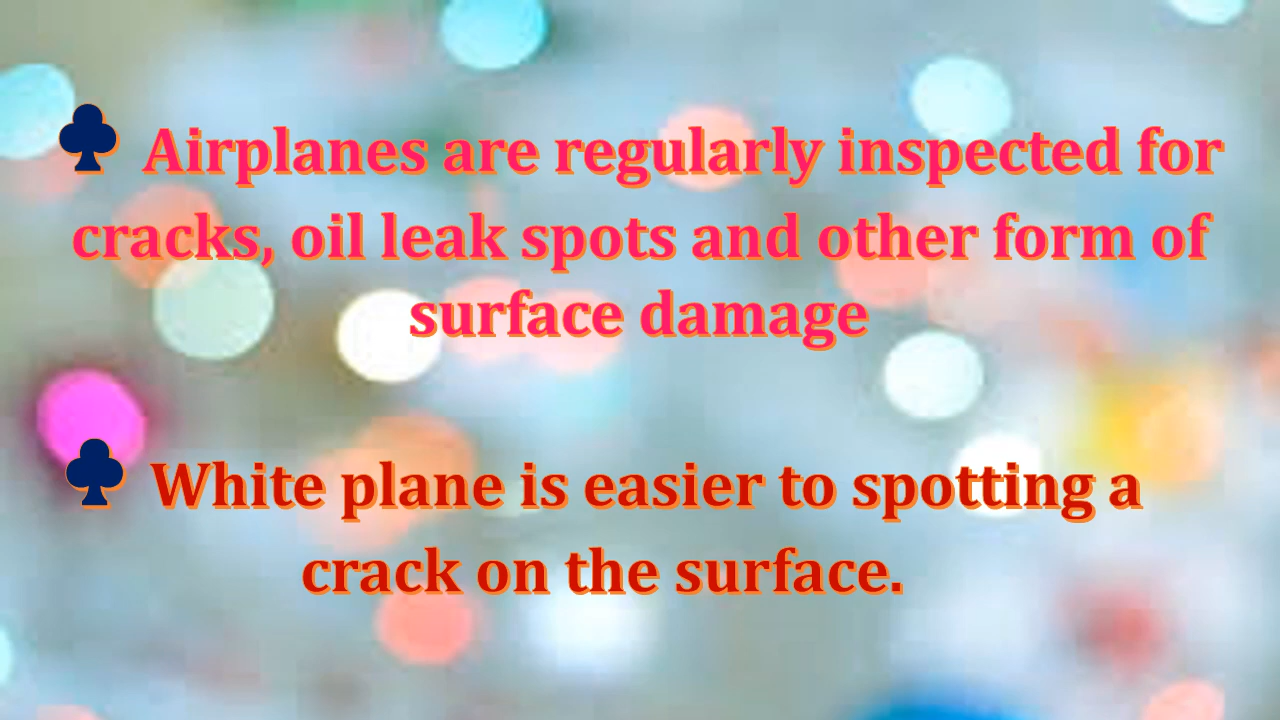 ♣ Airplanes are regularly inspected for
cracks, oil leak spots and other form of
surface damage
♣ White plane is easier to spotting a
crack on the surface.